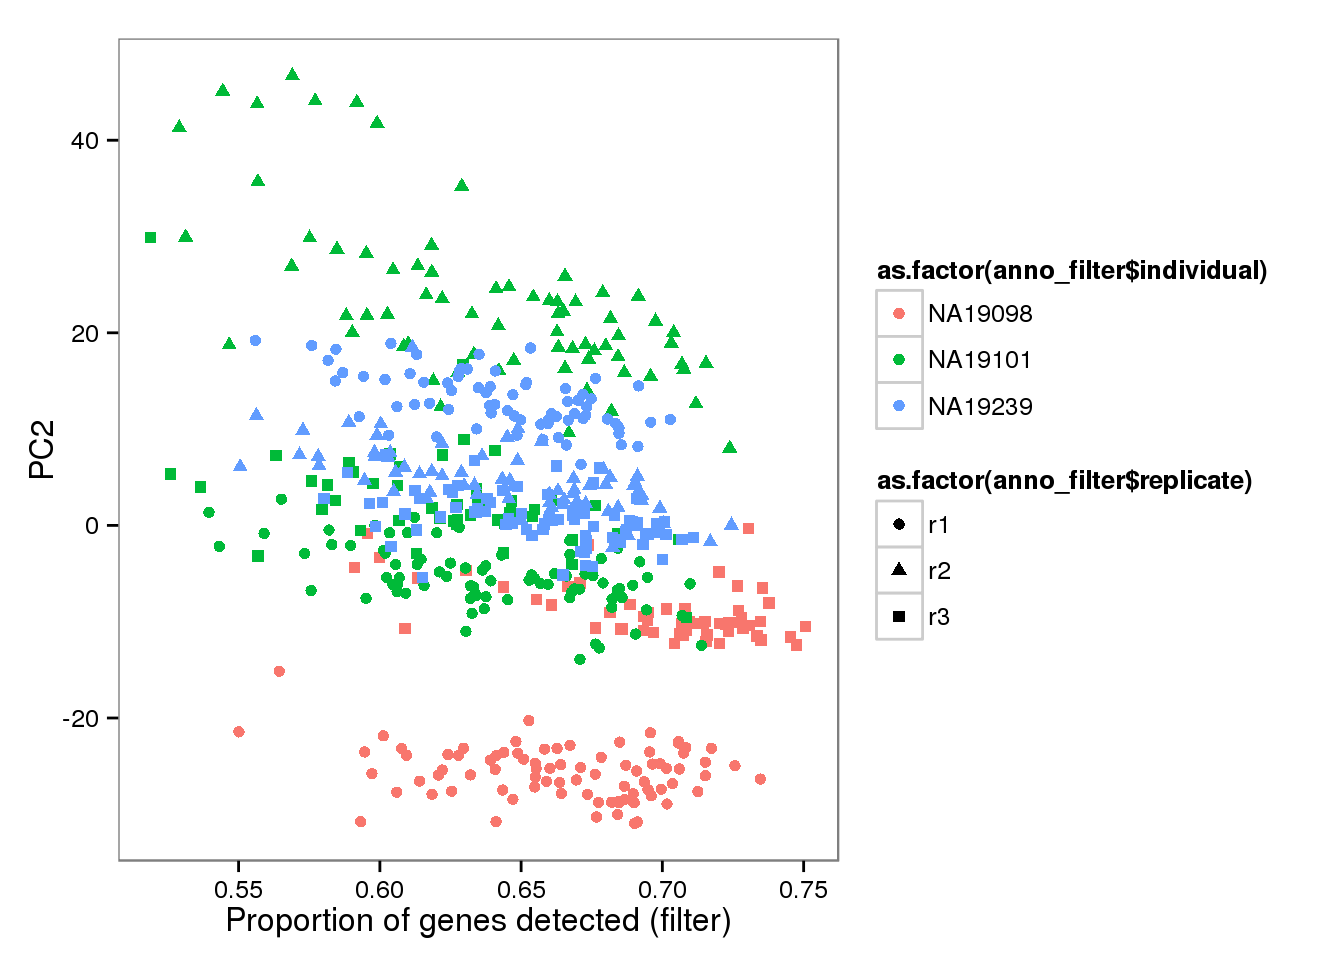 PC2
40
20
0
-20
0.55 0.60 0.65 0.70 0.75
Proportion of genes detected (filter)
as.factor(anno_filter$individual)
NA19098
NA19101
NA19239
as.factor(anno_filter$replicate)
r1
r2
r3